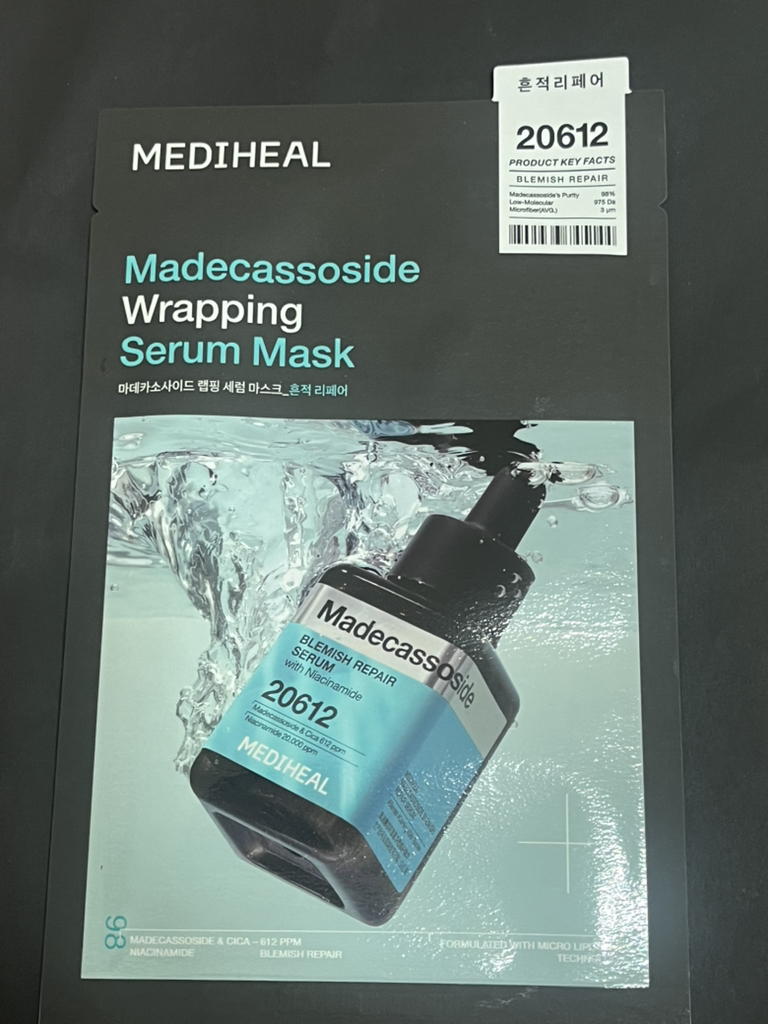 흔적리페어
20612
PRODUCT KEY FACTS
BLEMISH REPAIR
Madecassoside's Purity 98%
Low-Molecular 975 Da
Microfiber(AVG.) 3 μm
MEDIHEAL
Madecassoside
Wrapping
Serum Mask
마데카소사이드 랩핑 세럼 마스크_흔적 리페어
Madecassoside
BLEMISH REPAIR
SERUM
with Niacinamide
20612
Madecassoside & Cica 612 ppm
Niacinamide 20,000 ppm
MEDIHEAL
98
MADECASSOSIDE & CICA – 612 PPM
NIACINAMIDE BLEMISH REPAIR
FORMULATED WITH MICRO